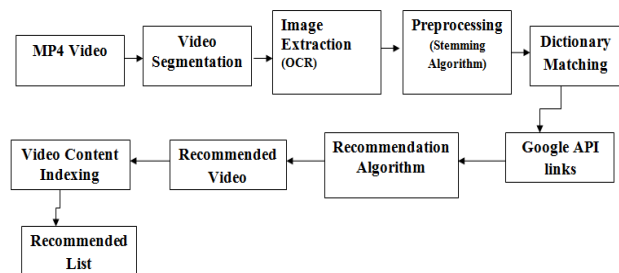 MP4 Video
Video
Segmentation
Image
Extraction
(OCR)
Preprocessing
(Stemming
Algorithm)
Dictionary
Matching
Google API
links
Recommendation
Algorithm
Recommended
Video
Video Content
Indexing
Recommended
List